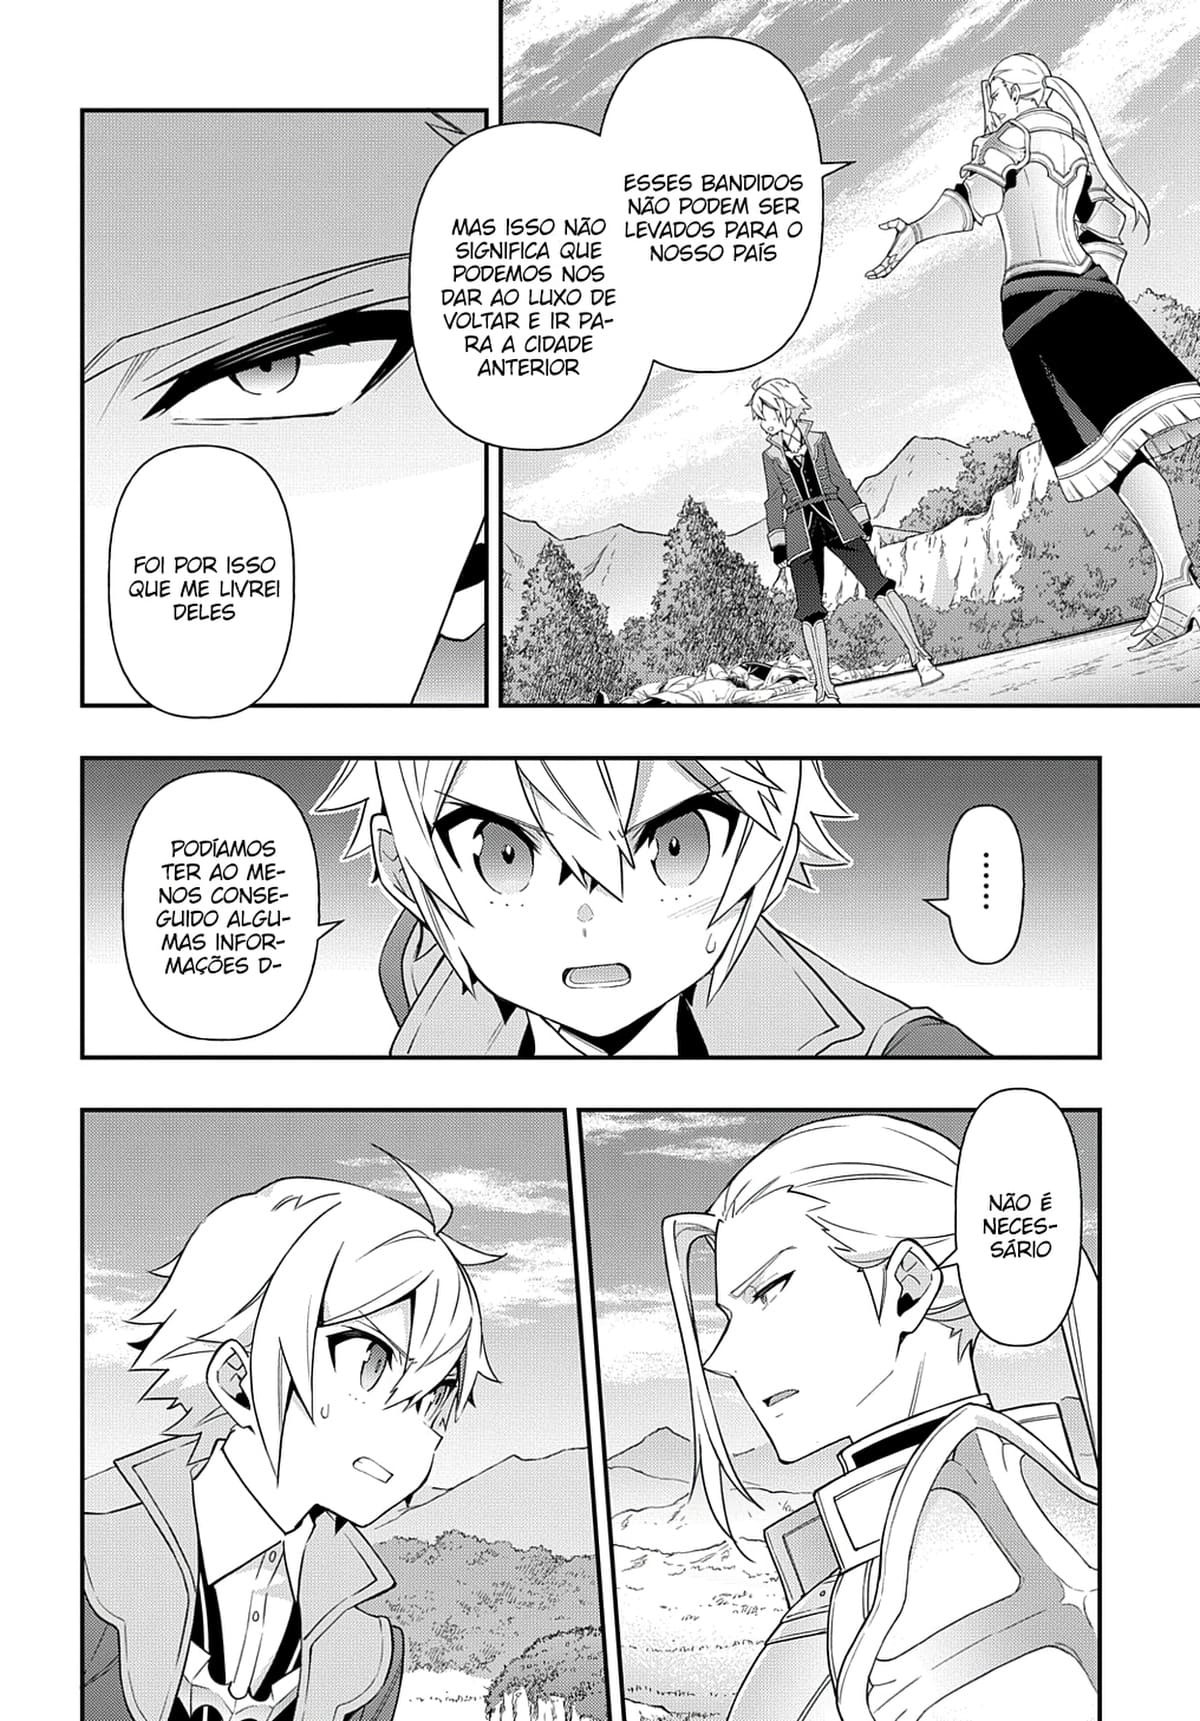 ESSES BANDIDOS
NÃO PODEM SER
LEVADOS PARA O
NOSSO PAÍS
MAS ISSO NÃO
SIGNIFICA QUE
PODEMOS NOS
DAR AO LUXO DE
VOLTAR E IR PA-
RA A CIDADE
ANTERIOR
FOI POR ISSO
QUE ME LIVREI
DELES
......
PODÍAMOS
TER AO ME-
NOS CONSE-
GUIDO ALGU-
MAS INFOR-
MAÇÕES D-
NÃO É
NECES-
SÁRIO